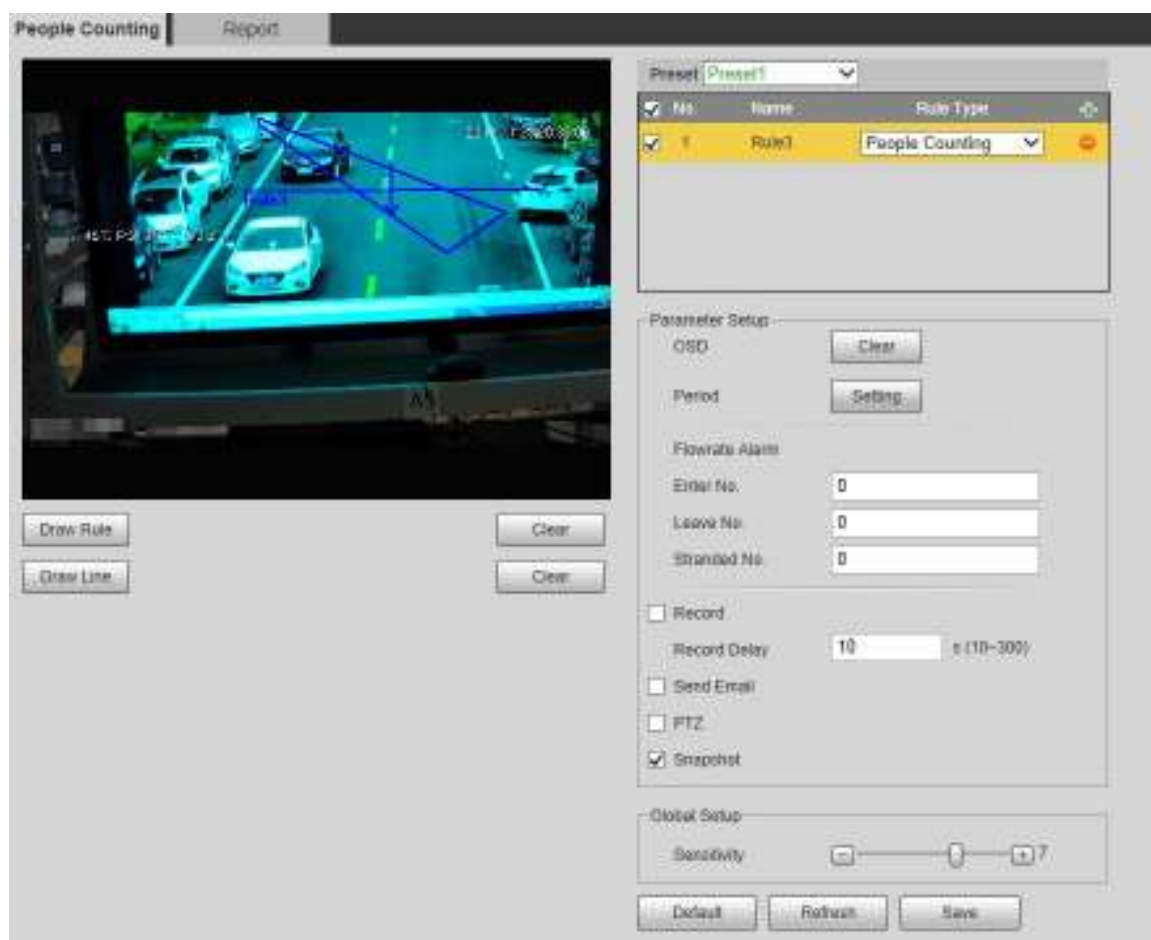 People Counting Report
Preset Preset1
No. Name Rule Type
1 Rule1 People Counting
Parameter Setup
OSD Clear
Period Setting
Flowrate Alarm
Enter No. 0
Leave No. 0
Stranded No. 0
Record
Record Delay 10 s (10~300)
Send Email
PTZ
Snapshot
Global Setup
Sensitivity 7
Default Refresh Save
Draw Rule Clear
Draw Line Clear